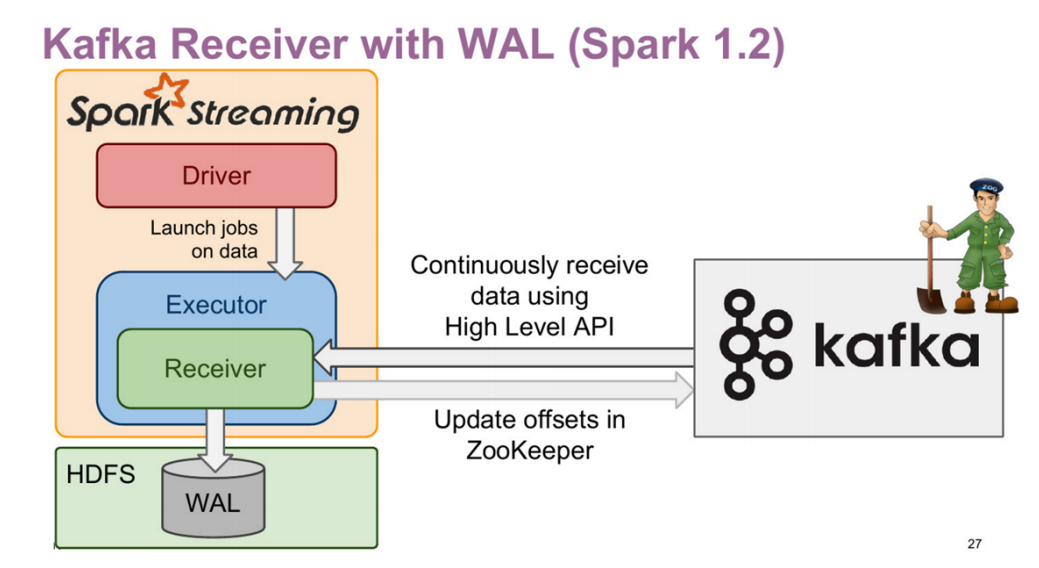 Kafka Receiver with WAL (Spark 1.2)
Spark Streaming
Driver
Launch jobs
on data
Executor
Receiver
HDFS
WAL
Continuously receive
data using
High Level API
Update offsets in
ZooKeeper
ZOO
kafka
27